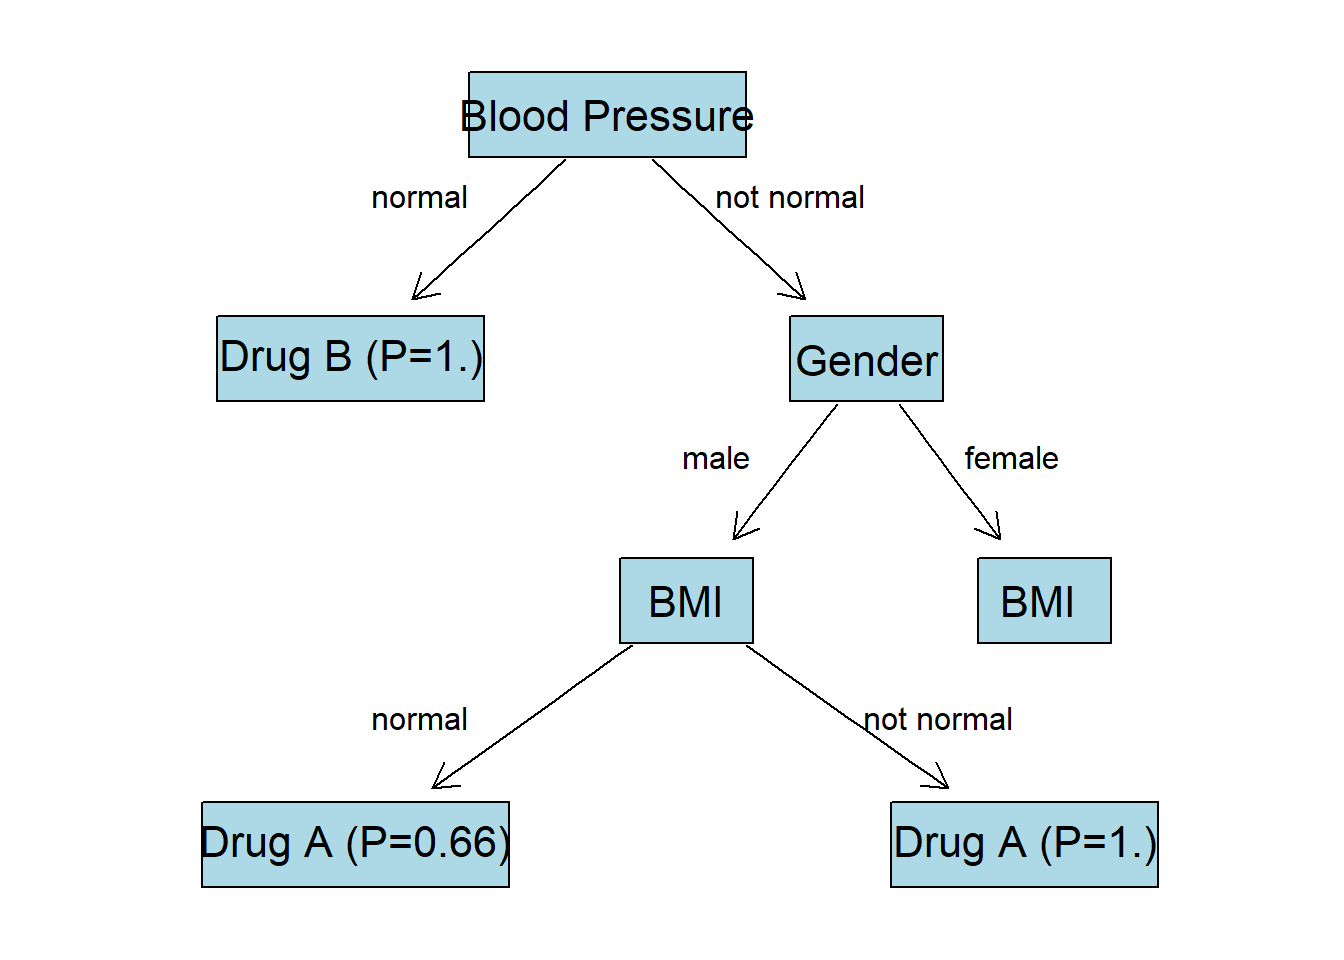 Blood Pressure
normal
not normal
Drug B (P=1.)
Gender
male
female
BMI
BMI
normal
not normal
Drug A (P=0.66)
Drug A (P=1.)